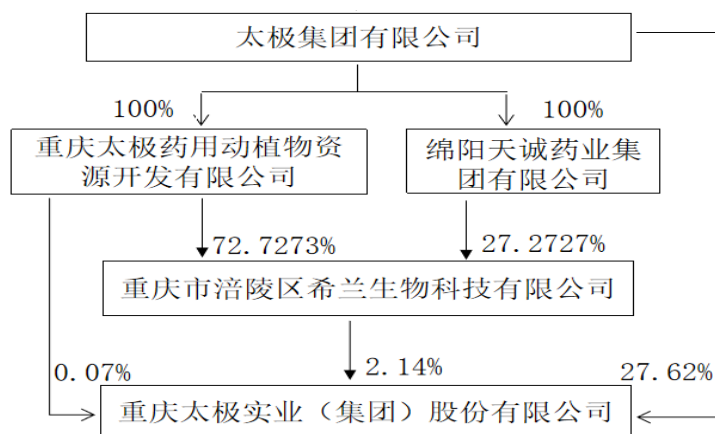 太极集团有限公司
100%
100%
重庆太极药用动植物资
源开发有限公司
绵阳天诚药业集
团有限公司
72.7273%
27.2727%
重庆市涪陵区希兰生物科技有限公司
0.07%
2.14%
27.62%
重庆太极实业（集团）股份有限公司